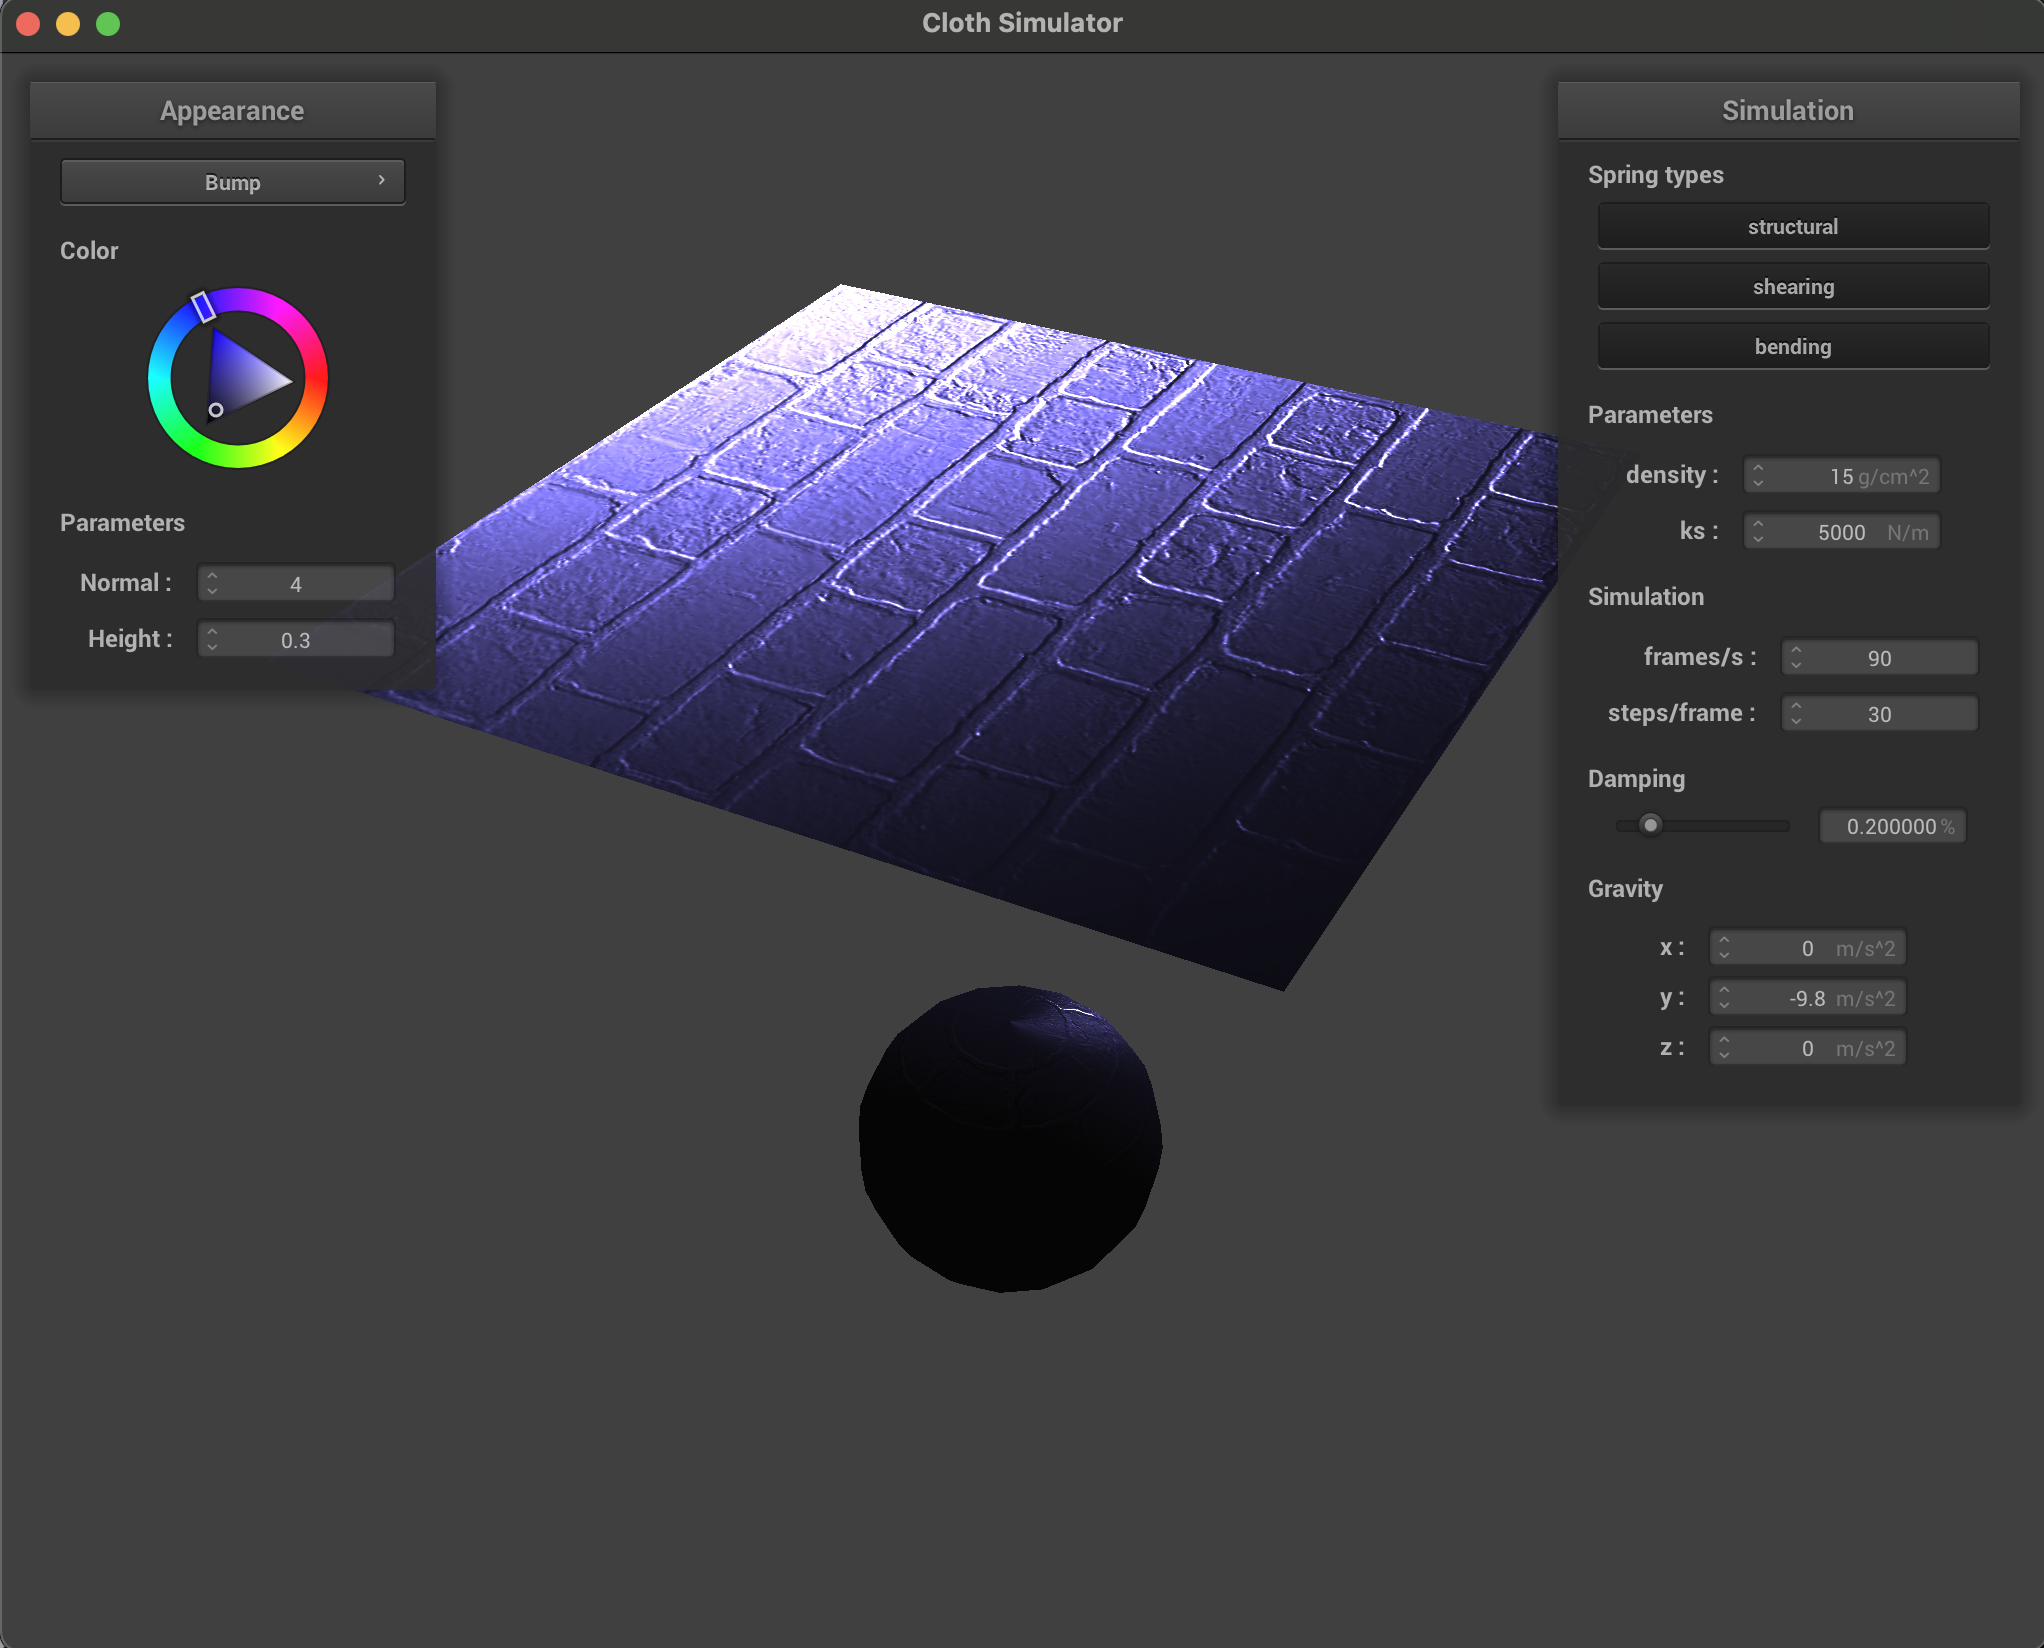 Cloth Simulator
Appearance
Bump
Color
Parameters
Normal : 4
Height : 0.3
Simulation
Spring types
structural
shearing
bending
Parameters
density : 15 g/cm^2
ks : 5000 N/m
Simulation
frames/s : 90
steps/frame : 30
Damping
0.200000 %
Gravity
x : 0 m/s^2
y : -9.8 m/s^2
z : 0 m/s^2